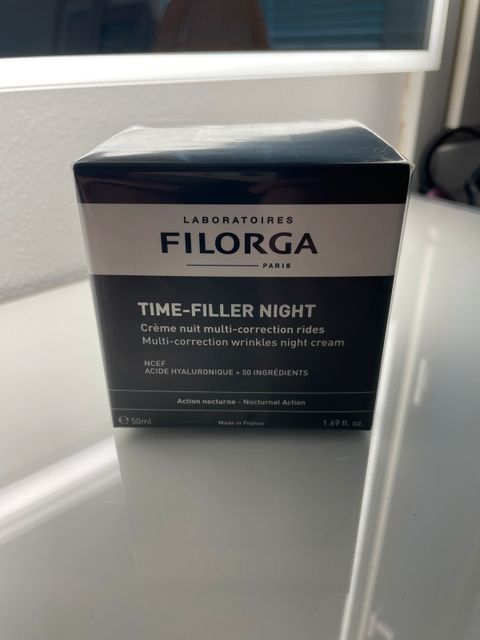 LABORATOIRES
FILORGA
PARIS
TIME-FILLER NIGHT
Crème nuit multi-correction rides
Multi-correction wrinkles night cream
NCEF
ACIDE HYALURONIQUE + 50 INGRÉDIENTS
Action nocturne - Nocturnal Action
℮ 50ml Made in France 1.69 fl. oz.